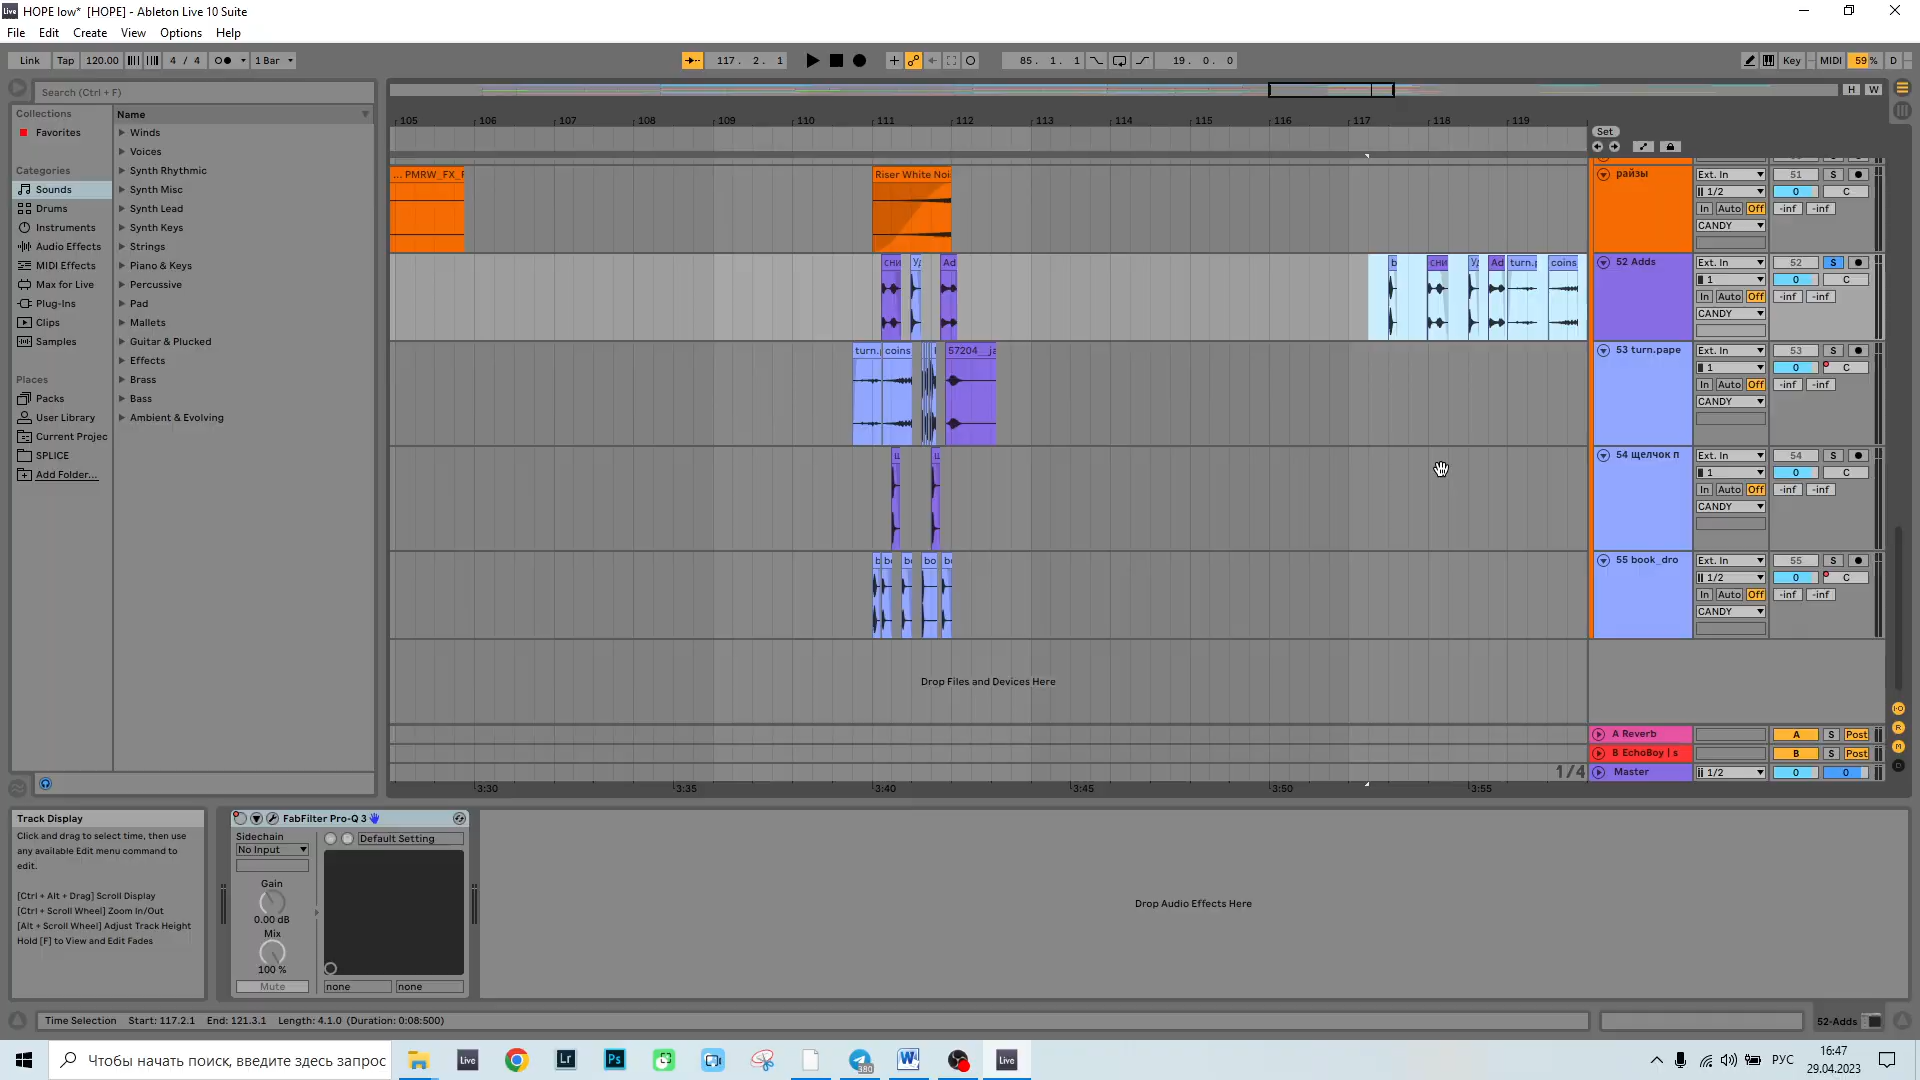 HOPE low*  [HOPE] - Ableton Live 10 Suite
File Edit Create View Options Help
Link Tap 120.00 4 / 4 1 Bar 117. 2. 1 85. 1. 1 19. 0. 0 Key MIDI 59 % D
Search (Ctrl + F)
H W
Collections
Favorites
Categories
Sounds
Drums
Instruments
Audio Effects
MIDI Effects
Max for Live
Plug-Ins
Clips
Samples
Places
Packs
User Library
Current Projec
SPLICE
Add Folder...
Name
Winds
Voices
Synth Rhythmic
Synth Misc
Synth Lead
Synth Keys
Strings
Piano & Keys
Percussive
Pad
Mallets
Guitar & Plucked
Effects
Brass
Bass
Ambient & Evolving
105 106 107 108 109 110 111 112 113 114 115 116 117 118 119
Set
... PMRW_FX_F Riser White Noi
райзы Ext. In 51 S
1/2 0 C
In Auto Off -inf -inf
CANDY
сни Ad b сни Ad turn.p coins
52 Adds Ext. In 52 S
1 0 C
In Auto Off -inf -inf
CANDY
turn. coins 57204__ja
53 turn.pape Ext. In 53 S
1 0 C
In Auto Off -inf -inf
CANDY
54 щелчок п Ext. In 54 S
1 0 C
In Auto Off -inf -inf
CANDY
b bo bo bo bo
55 book_dro Ext. In 55 S
1/2 0 C
In Auto Off -inf -inf
CANDY
Drop Files and Devices Here
A Reverb A S Post
B EchoBoy | s B S Post
1/4 Master 1/2 0 0
3:30 3:35 3:40 3:45 3:50 3:55
Track Display
Click and drag to select time, then use
any available Edit menu command to
edit.
[Ctrl + Alt + Drag] Scroll Display
[Ctrl + Scroll Wheel] Zoom In/Out
[Alt + Scroll Wheel] Adjust Track Height
Hold [F] to View and Edit Fades
FabFilter Pro-Q 3
Sidechain
No Input
Default Setting
Gain
0.00 dB
Mix
100 %
Mute
none none
Drop Audio Effects Here
Time Selection Start: 117.2.1 End: 121.3.1 Length: 4.1.0 (Duration: 0:08:500)
52-Adds
Чтобы начать поиск, введите здесь запрос
Live Lr Ps 380 W Live
РУС
16:47
29.04.2023